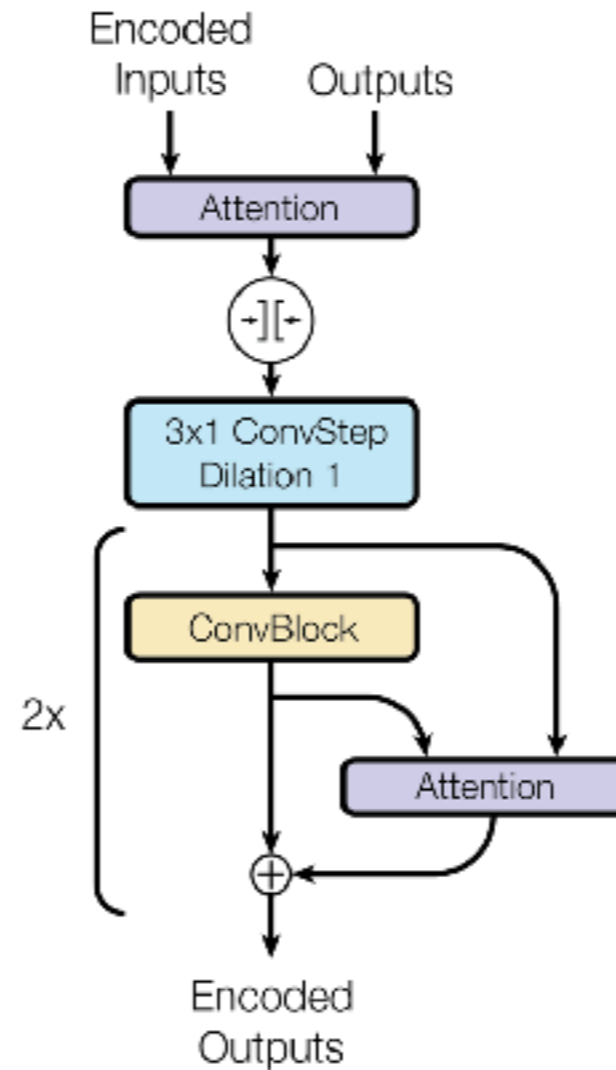 Encoded
Inputs
Outputs
Attention
→][←
3x1 ConvStep
Dilation 1
ConvBlock
2x
Attention
+
Encoded
Outputs